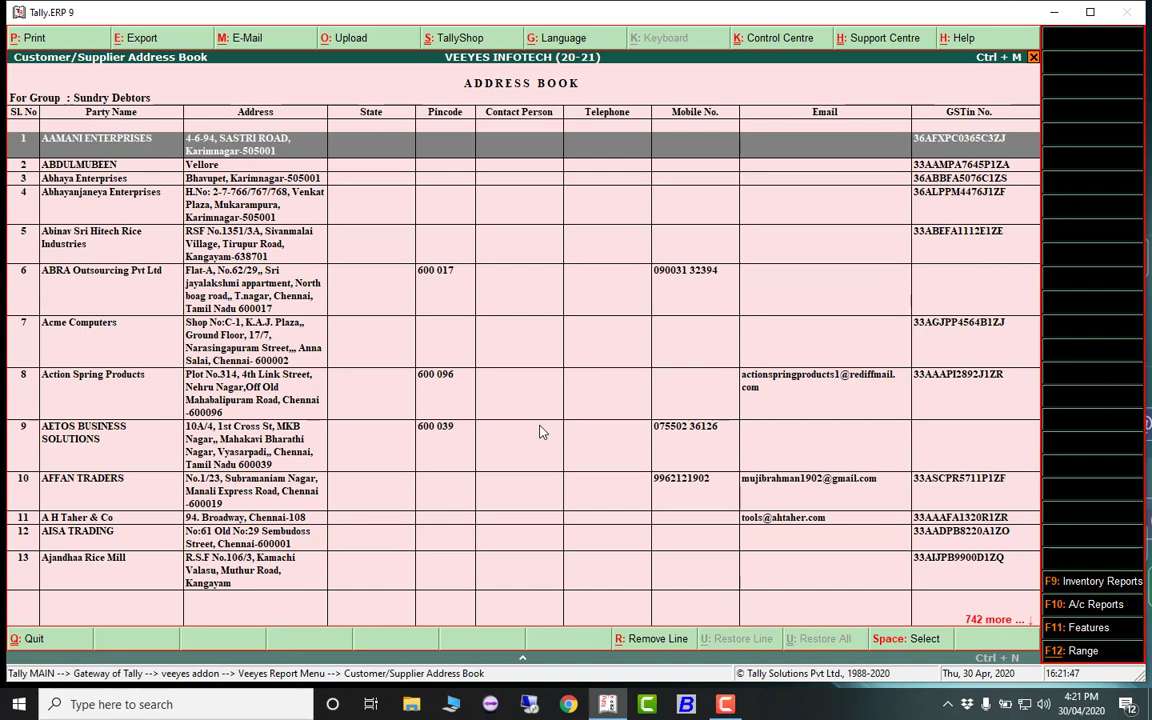 Tally.ERP 9
P: Print E: Export M: E-Mail O: Upload S: TallyShop G: Language K: Keyboard K: Control Centre H: Support Centre H: Help
Customer/Supplier Address Book VEEYES INFOTECH (20-21) Ctrl + M
ADDRESS BOOK
For Group : Sundry Debtors
Sl. No Party Name Address State Pincode Contact Person Telephone Mobile No. Email GSTin No.
1 AAMANI ENTERPRISES 4-6-94, SASTRI ROAD, 36AFXPC0365C3ZJ
Karimnagar-505001
2 ABDULMUBEEN Vellore 33AAMPA7645P1ZA
3 Abhaya Enterprises Bhavupet, Karimnagar-505001 36ABBFA5076C1ZS
4 Abhayanjaneya Enterprises H.No: 2-7-766/767/768, Venkat 36ALPPM4476J1ZF
Plaza, Mukarampura,
Karimnagar-505001
5 Abinav Sri Hitech Rice RSF No.1351/3A, Sivanmalai 33ABEFA1112E1ZE
Industries Village, Tirupur Road,
Kangayam-638701
6 ABRA Outsourcing Pvt Ltd Flat-A, No.62/29,, Sri 600 017 090031 32394
jayalakshmi appartment, North
boag road,, T.nagar, Chennai,
Tamil Nadu 600017
7 Acme Computers Shop No:C-1, K.A.J. Plaza,, 33AGJPP4564B1ZJ
Ground Floor, 17/7,
Narasingapuram Street,,, Anna
Salai, Chennai- 600002
8 Action Spring Products Plot No.314, 4th Link Street, 600 096 actionspringproducts1@rediffmail. 33AAAPI2892J1ZR
Nehru Nagar,Off Old com
Mahabalipuram Road, Chennai
-600096
9 AETOS BUSINESS 10A/4, 1st Cross St, MKB 600 039 075502 36126
SOLUTIONS Nagar,, Mahakavi Bharathi
Nagar, Vyasarpadi,, Chennai,
Tamil Nadu 600039
10 AFFAN TRADERS No.1/23, Subramaniam Nagar, 9962121902 mujibrahman1902@gmail.com 33ASCPR5711P1ZF
Manali Express Road, Chennai
-600019
11 A H Taher & Co 94. Broadway, Chennai-108 tools@ahtaher.com 33AAAFA1320R1ZR
12 AISA TRADING No:61 Old No:29 Sembudoss 33AADPB8220A1ZO
Street, Chennai-600001
13 Ajandhaa Rice Mill R.S.F No.106/3, Kamachi 33AIJPB9900D1ZQ
Valasu, Muthur Road,
Kangayam
742 more ... ↓
F9: Inventory Reports
F10: A/c Reports
F11: Features
F12: Range
Q: Quit R: Remove Line U: Restore Line U: Restore All Space: Select
Ctrl + N
Tally MAIN --> Gateway of Tally --> veeyes addon --> Veeyes Report Menu --> Customer/Supplier Address Book © Tally Solutions Pvt Ltd., 1988-2020 Thu, 30 Apr, 2020 16:21:47
Type here to search
4:21 PM
30/04/2020
12